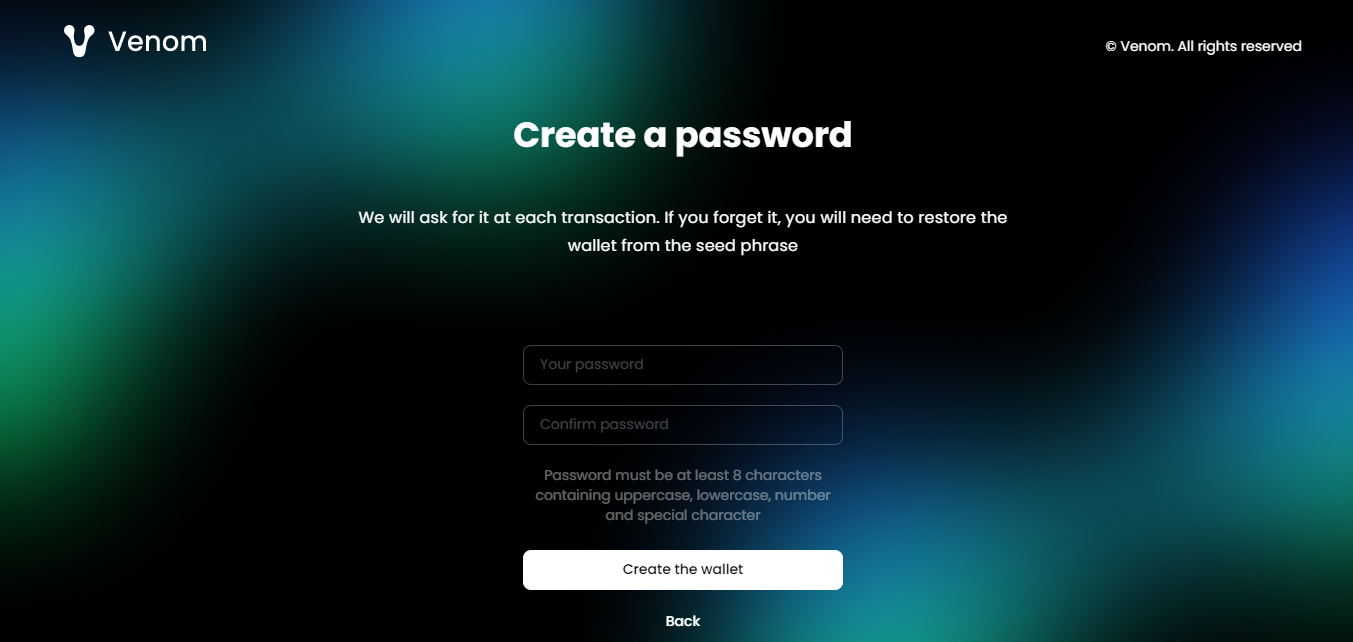 Venom
© Venom. All rights reserved
Create a password
We will ask for it at each transaction. If you forget it, you will need to restore the
wallet from the seed phrase
Your password
Confirm password
Password must be at least 8 characters
containing uppercase, lowercase, number
and special character
Create the wallet
Back